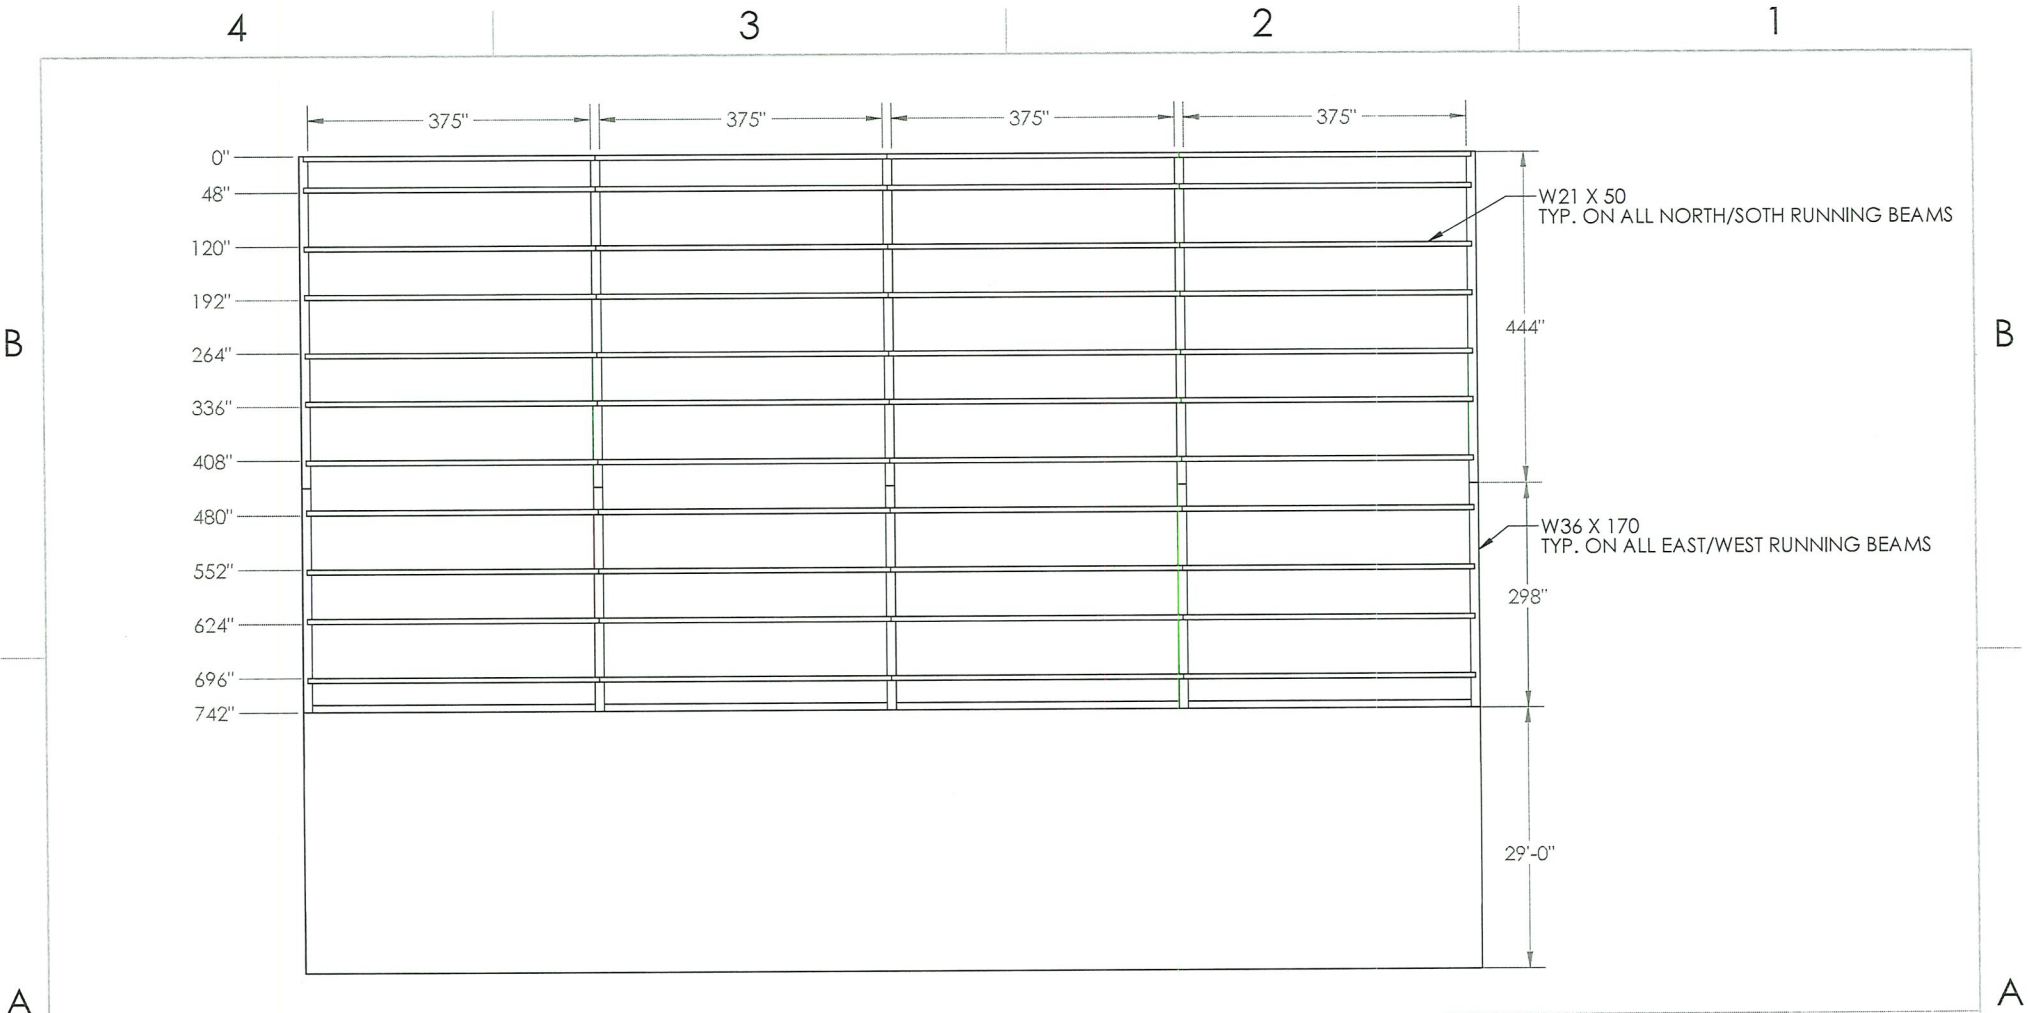 4 3 2 1
375" 375" 375" 375"
0"
48"
W21 X 50
TYP. ON ALL NORTH/SOTH RUNNING BEAMS
120"
192"
444"
B B
264"
336"
408"
480"
W36 X 170
TYP. ON ALL EAST/WEST RUNNING BEAMS
552"
298"
624"
696"
742"
29'-0"
A A